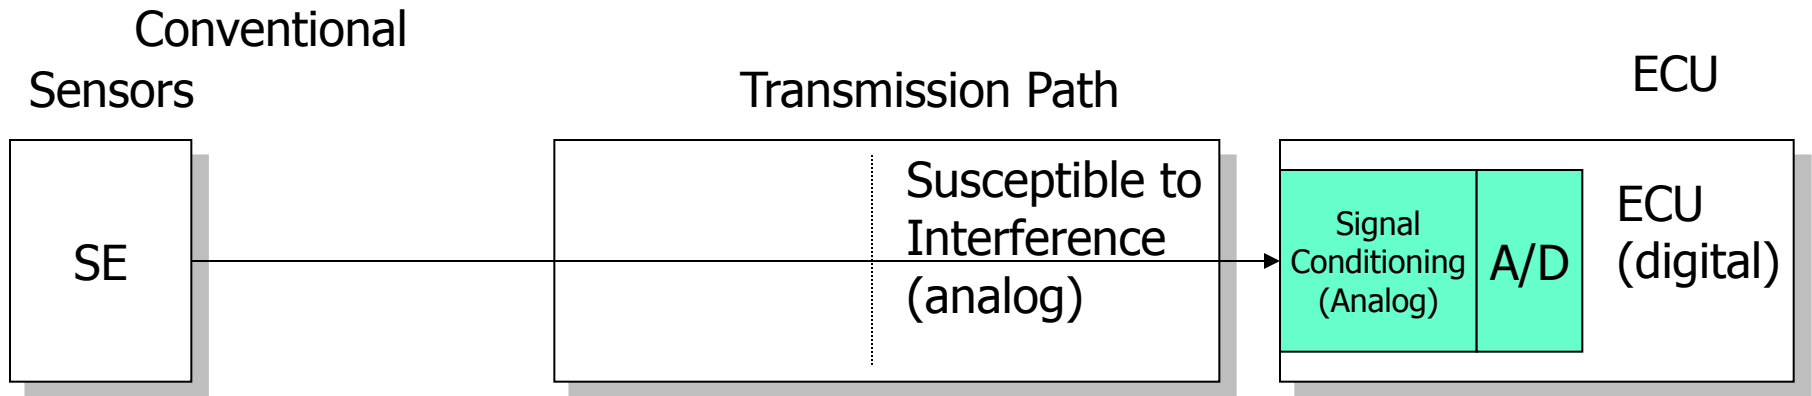 Conventional
Sensors
Transmission Path
ECU
SE
Susceptible to
Interference
(analog)
Signal
Conditioning
(Analog)
A/D
ECU
(digital)